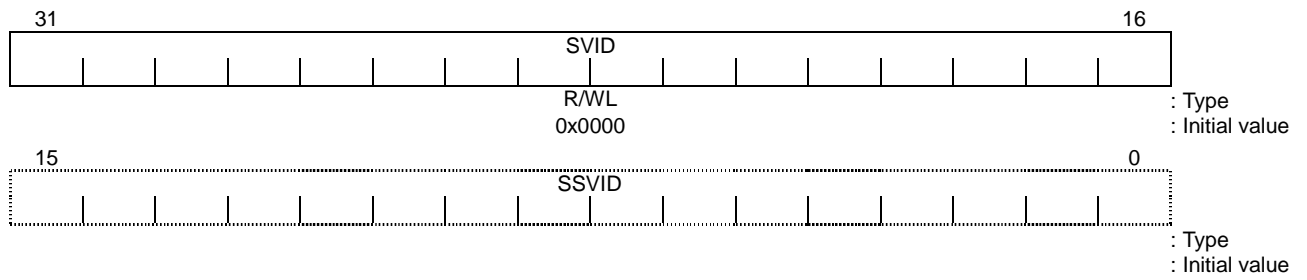 31 16
SVID
R/WL : Type
0x0000 : Initial value
15 0
SSVID
: Type
: Initial value